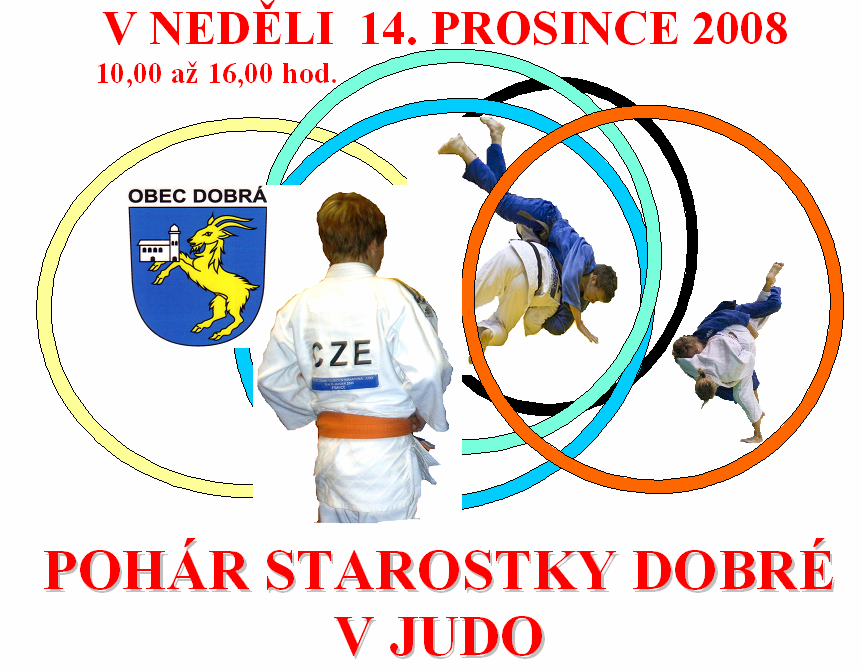 V NEDĚLI 14. PROSINCE 2008
10,00 až 16,00 hod.
OBEC DOBRÁ
CZE
POHÁR STAROSTKY DOBRÉ
V JUDO